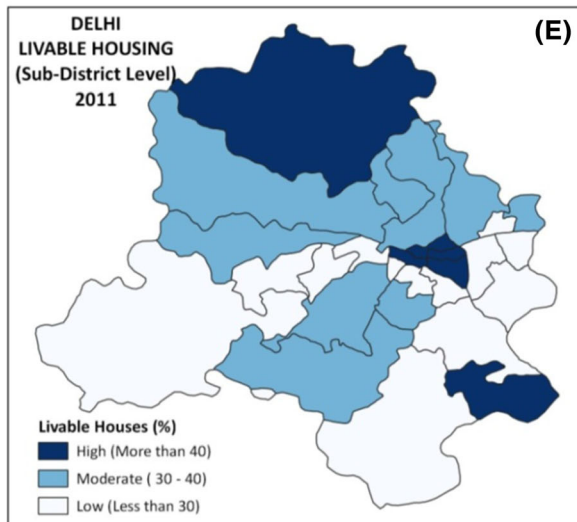 DELHI
LIVABLE HOUSING
(Sub-District Level)
2011
(E)
Livable Houses (%)
High (More than 40)
Moderate ( 30 - 40)
Low (Less than 30)